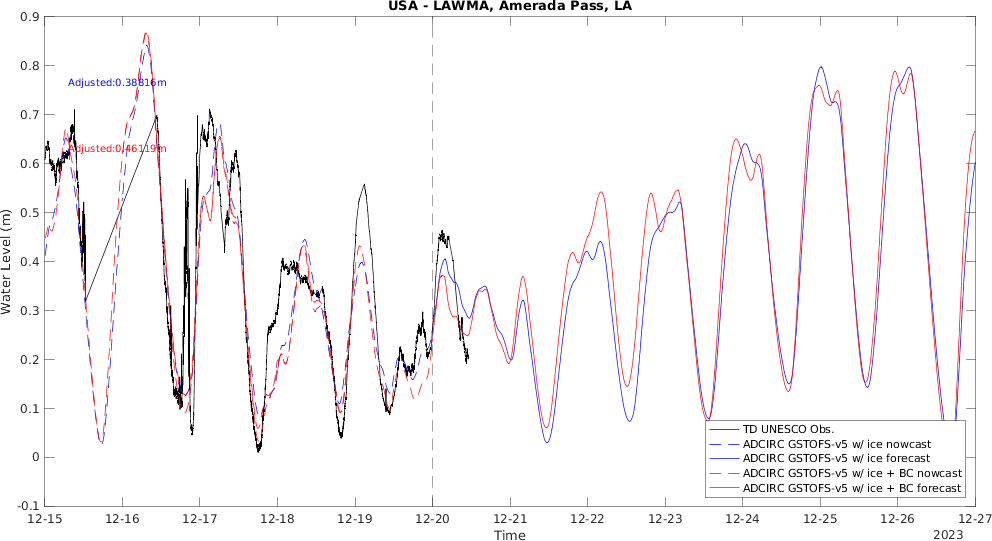 USA - LAWMA, Amerada Pass, LA
0.9
0.8
0.7
0.6
0.5
0.4
0.3
0.2
0.1
0
-0.1
Water Level (m)
Adjusted:0.38816m
Adjusted:0.46119m
TD UNESCO Obs.
ADCIRC GSTOFS-v5 w/ ice nowcast
ADCIRC GSTOFS-v5 w/ ice forecast
ADCIRC GSTOFS-v5 w/ ice + BC nowcast
ADCIRC GSTOFS-v5 w/ ice + BC forecast
12-15 12-16 12-17 12-18 12-19 12-20 12-21 12-22 12-23 12-24 12-25 12-26 12-27
Time
2023